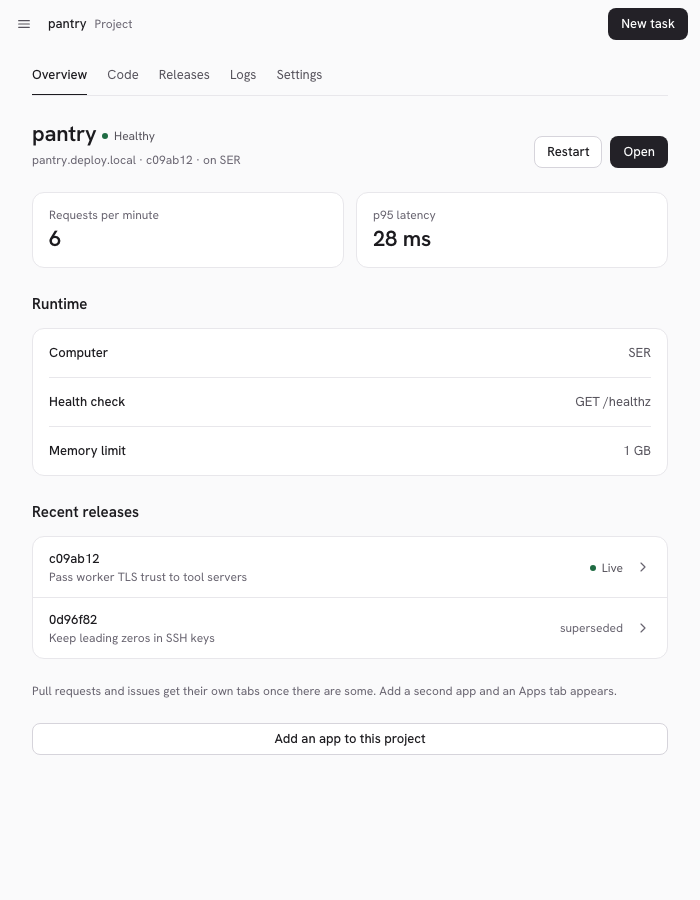 pantry Project
New task
Overview Code Releases Logs Settings
pantry Healthy
pantry.deploy.local · c09ab12 · on SER
Restart Open
Requests per minute
6
p95 latency
28 ms
Runtime
Computer SER
Health check GET /healthz
Memory limit 1 GB
Recent releases
c09ab12
Pass worker TLS trust to tool servers
Live
0d96f82
Keep leading zeros in SSH keys
superseded
Pull requests and issues get their own tabs once there are some. Add a second app and an Apps tab appears.
Add an app to this project